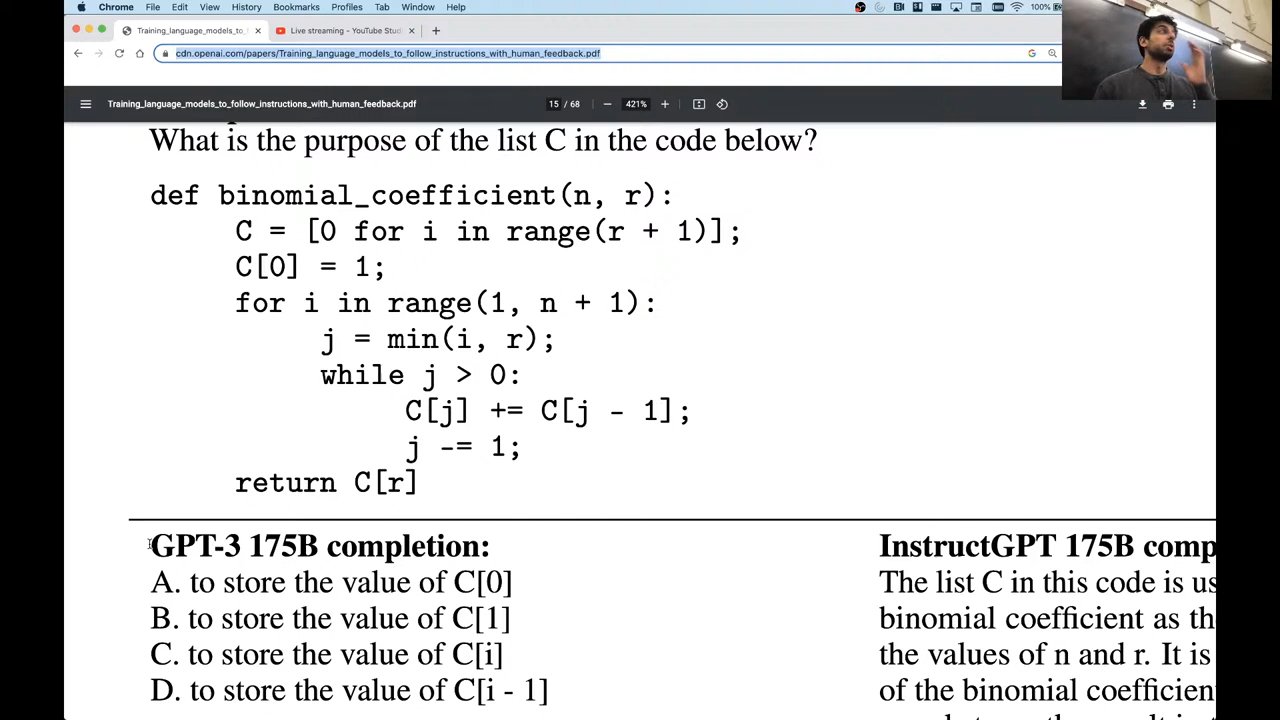 Chrome File Edit View History Bookmarks Profiles Tab Window Help 100%
Training_language_models_to_ Live streaming - YouTube Stud
cdn.openai.com/papers/Training_language_models_to_follow_instructions_with_human_feedback.pdf
Training_language_models_to_follow_instructions_with_human_feedback.pdf 15 / 68 421%
What is the purpose of the list C in the code below?
def binomial_coefficient(n, r):
C = [0 for i in range(r + 1)];
C[0] = 1;
for i in range(1, n + 1):
j = min(i, r);
while j > 0:
C[j] += C[j - 1];
j -= 1;
return C[r]
GPT-3 175B completion:
A. to store the value of C[0]
B. to store the value of C[1]
C. to store the value of C[i]
D. to store the value of C[i - 1]
InstructGPT 175B comp
The list C in this code is us
binomial coefficient as the
the values of n and r. It is
of the binomial coefficien